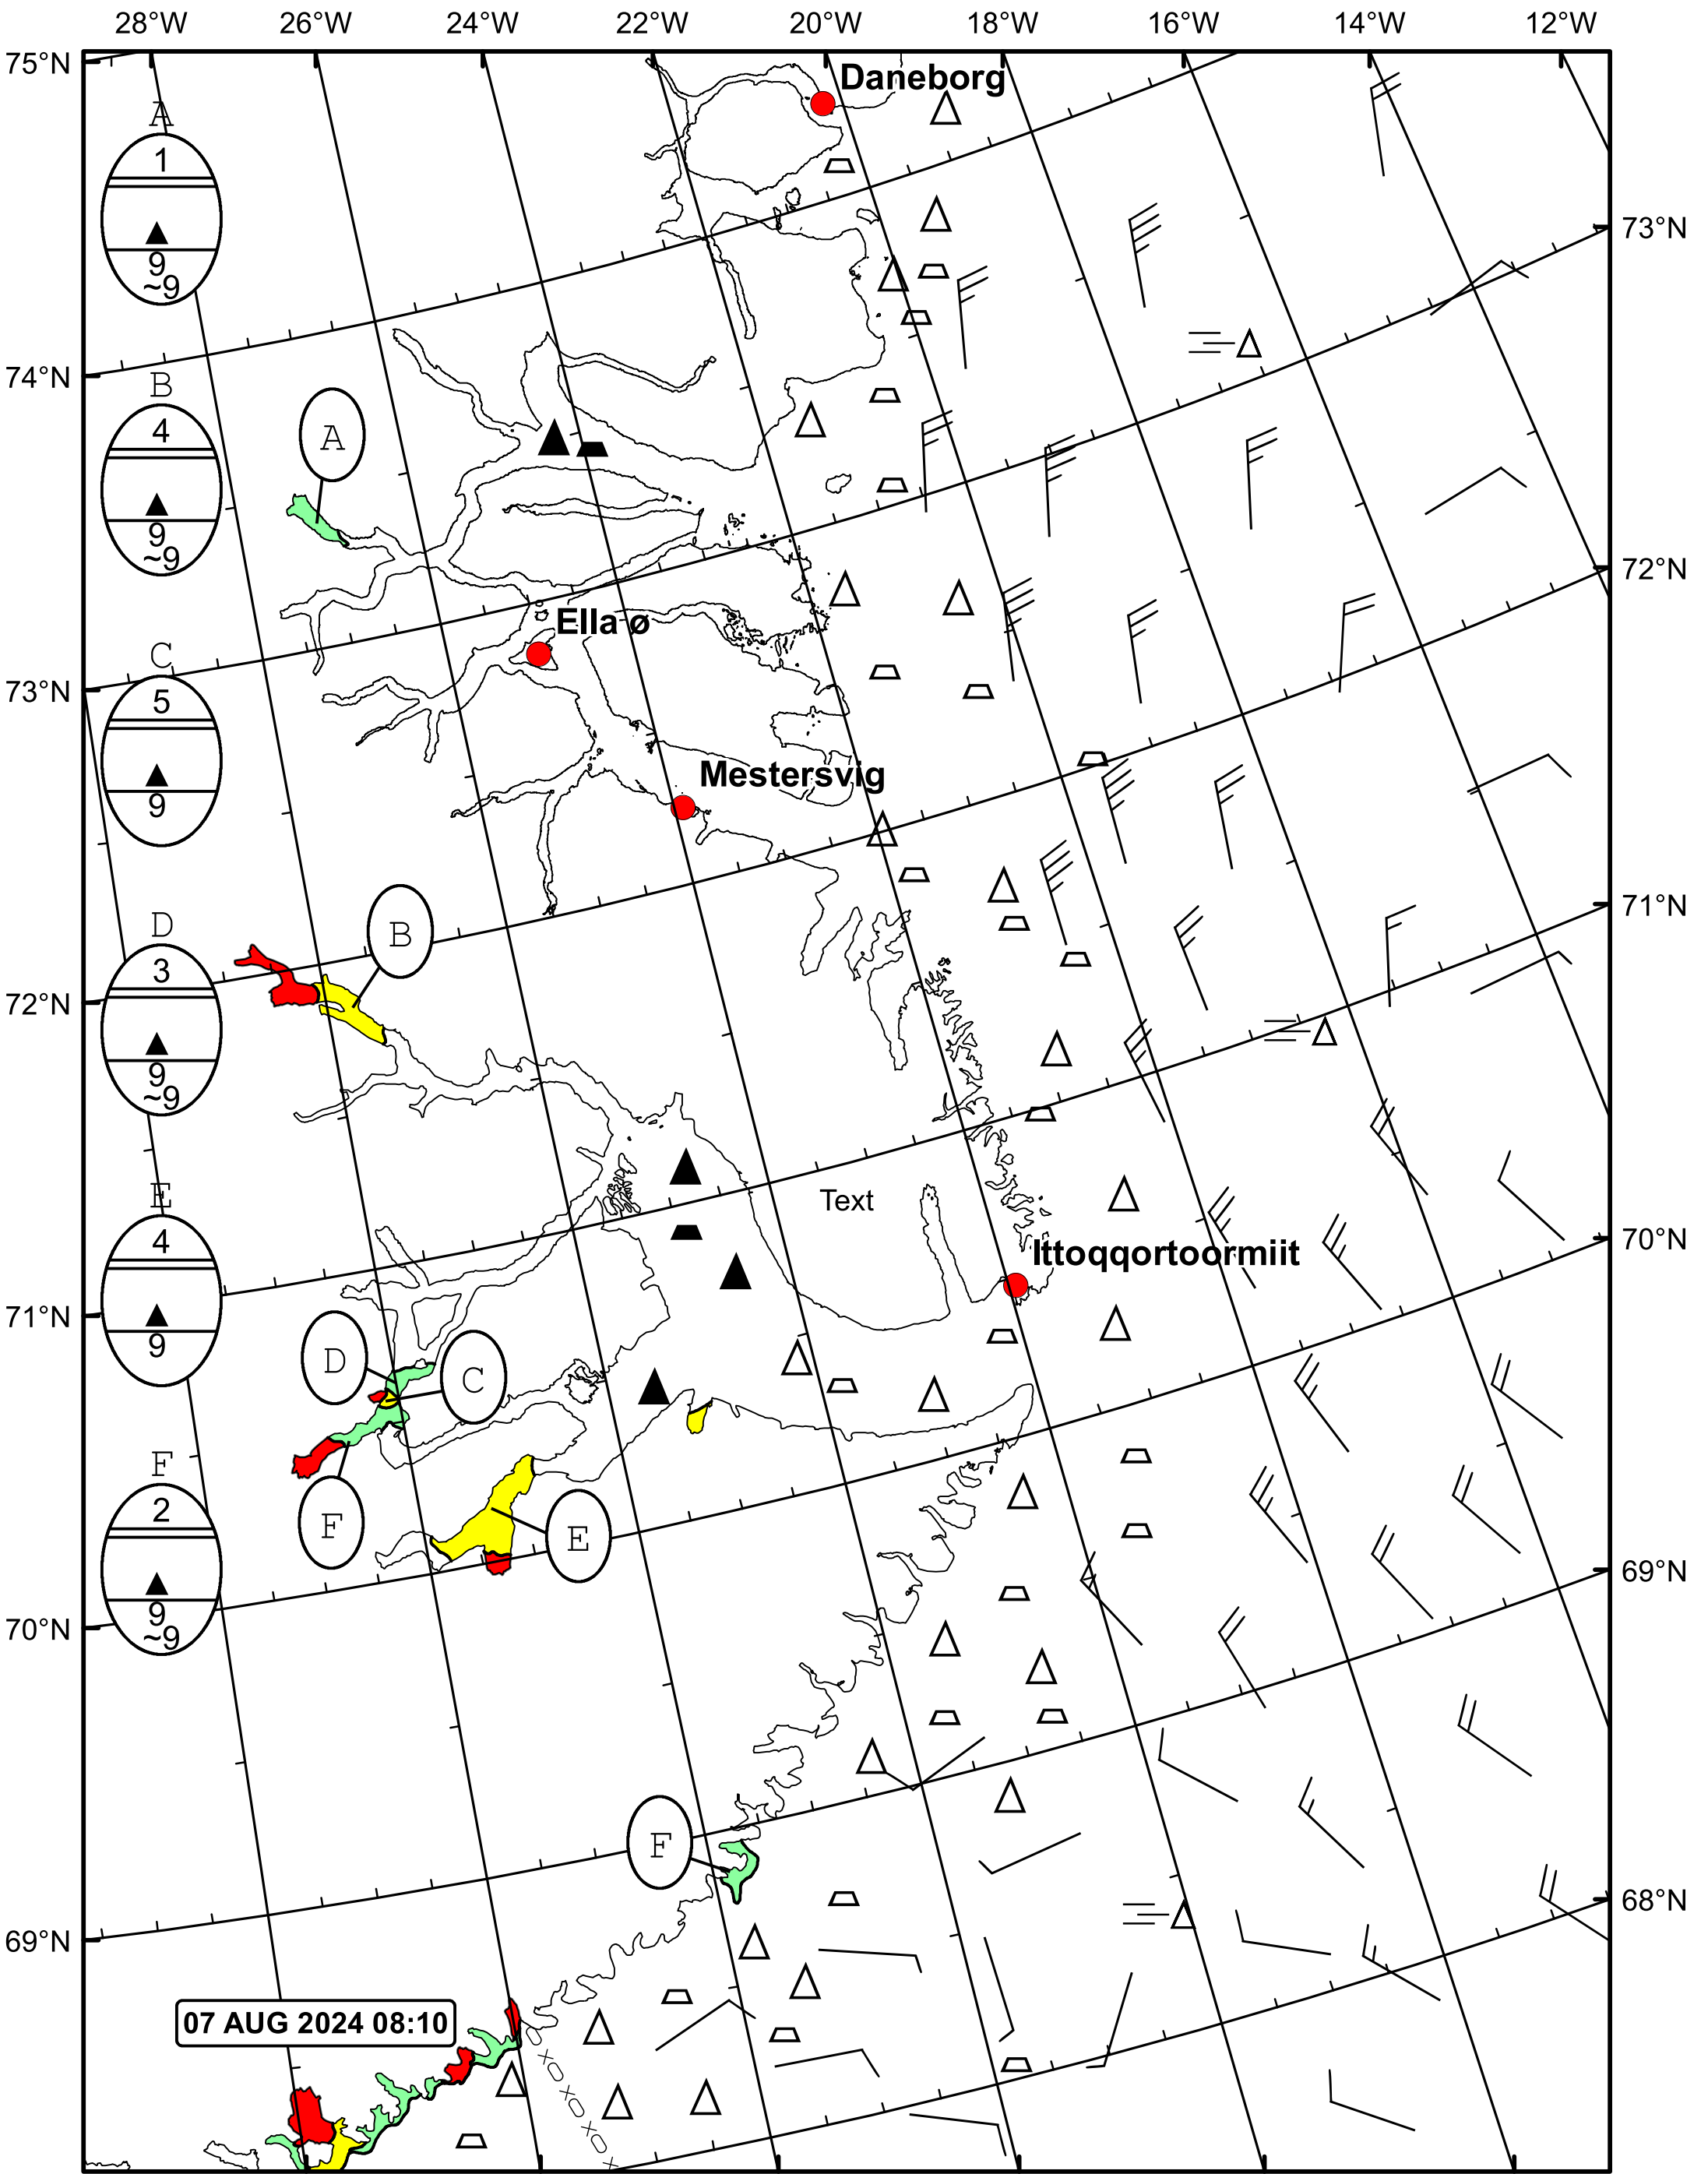 28°W 26°W 24°W 22°W 20°W 18°W 16°W 14°W 12°W
75°N
Daneborg
A
1
9
~9
73°N
74°N
B
4
9
~9
A
72°N
Ella ø
C
5
9
73°N
Mestersvig
71°N
B
D
3
9
~9
72°N
E
4
9
Text
70°N
Ittoqqortoormiit
71°N
D
C
F
2
9
~9
F
E
69°N
70°N
F
68°N
69°N
07 AUG 2024 08:10